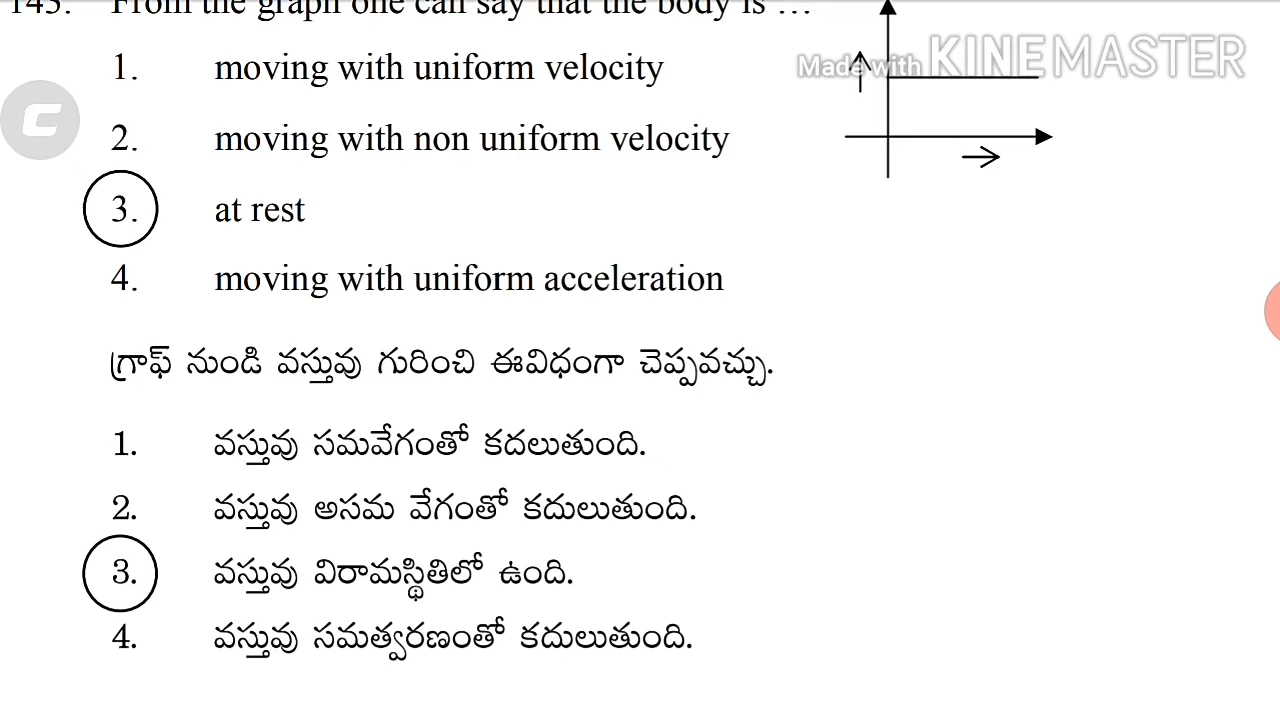 143. From the graph one can say that the body is ...
1. moving with uniform velocity
Made with KINEMASTER
2. moving with non uniform velocity
3. at rest
4. moving with uniform acceleration
గ్రాఫ్ నుండి వస్తువు గురించి ఈవిధంగా చెప్పవచ్చు.
1. వస్తువు సమవేగంతో కదలుతుంది.
2. వస్తువు అసమ వేగంతో కదులుతుంది.
3. వస్తువు విరామస్థితిలో ఉంది.
4. వస్తువు సమత్వరణంతో కదులుతుంది.